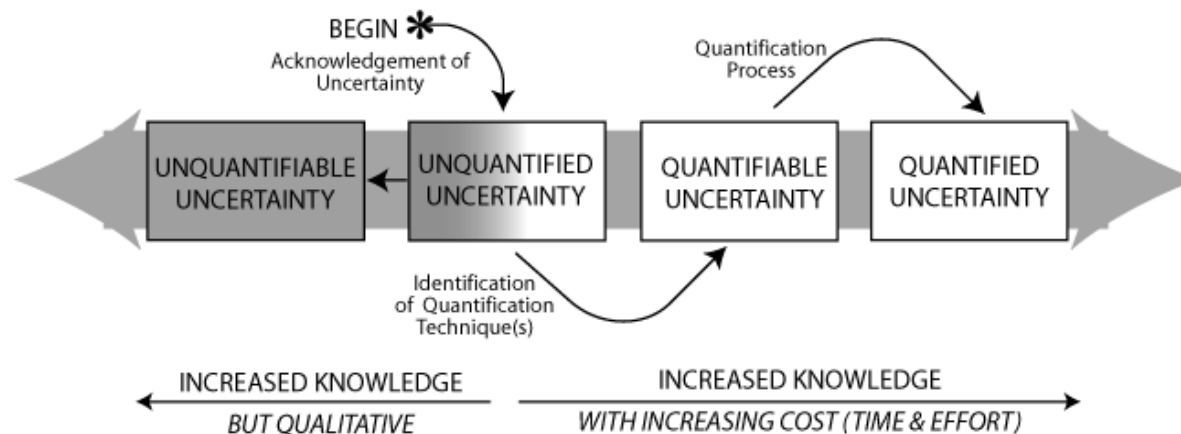 BEGIN *
Acknowledgement of
Uncertainty
Quantification
Process
UNQUANTIFIABLE
UNCERTAINTY
UNQUANTIFIED
UNCERTAINTY
QUANTIFIABLE
UNCERTAINTY
QUANTIFIED
UNCERTAINTY
Identification
of Quantification
Technique(s)
INCREASED KNOWLEDGE
BUT QUALITATIVE
INCREASED KNOWLEDGE
WITH INCREASING COST (TIME & EFFORT)